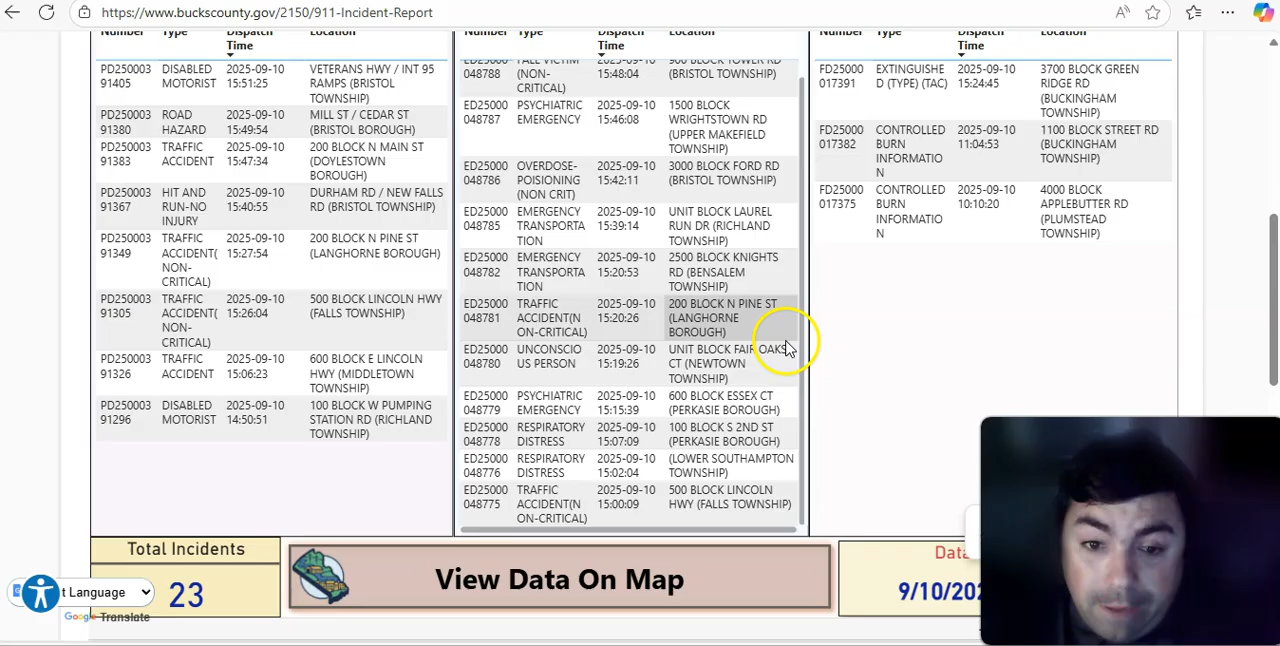 https://www.buckscounty.gov/2150/911-Incident-Report
Number Type Dispatch Location
Time
PD250003 DISABLED 2025-09-10 VETERANS HWY / INT 95
91405 MOTORIST 15:51:25 RAMPS (BRISTOL
TOWNSHIP)
PD250003 ROAD 2025-09-10 MILL ST / CEDAR ST
91380 HAZARD 15:49:54 (BRISTOL BOROUGH)
PD250003 TRAFFIC 2025-09-10 200 BLOCK N MAIN ST
91383 ACCIDENT 15:47:34 (DOYLESTOWN
BOROUGH)
PD250003 HIT AND 2025-09-10 DURHAM RD / NEW FALLS
91367 RUN-NO 15:40:55 RD (BRISTOL TOWNSHIP)
INJURY
PD250003 TRAFFIC 2025-09-10 200 BLOCK N PINE ST
91349 ACCIDENT( 15:27:54 (LANGHORNE BOROUGH)
NON-
CRITICAL)
PD250003 TRAFFIC 2025-09-10 500 BLOCK LINCOLN HWY
91305 ACCIDENT( 15:26:04 (FALLS TOWNSHIP)
NON-
CRITICAL)
PD250003 TRAFFIC 2025-09-10 600 BLOCK E LINCOLN
91326 ACCIDENT 15:06:23 HWY (MIDDLETOWN
TOWNSHIP)
PD250003 DISABLED 2025-09-10 100 BLOCK W PUMPING
91296 MOTORIST 14:50:51 STATION RD (RICHLAND
TOWNSHIP)
Number Type Dispatch Location
Time
ED25000 FALL VICTIM 2025-09-10 900 BLOCK TOWER RD
048788 (NON- 15:48:04 (BRISTOL TOWNSHIP)
CRITICAL)
ED25000 PSYCHIATRIC 2025-09-10 1500 BLOCK
048787 EMERGENCY 15:46:08 WRIGHTSTOWN RD
(UPPER MAKEFIELD
TOWNSHIP)
ED25000 OVERDOSE- 2025-09-10 3000 BLOCK FORD RD
048786 POISIONING 15:42:11 (BRISTOL TOWNSHIP)
(NON CRIT)
ED25000 EMERGENCY 2025-09-10 UNIT BLOCK LAUREL
048785 TRANSPORTA 15:39:14 RUN DR (RICHLAND
TION TOWNSHIP)
ED25000 EMERGENCY 2025-09-10 2500 BLOCK KNIGHTS
048782 TRANSPORTA 15:20:53 RD (BENSALEM
TION TOWNSHIP)
ED25000 TRAFFIC 2025-09-10 200 BLOCK N PINE ST
048781 ACCIDENT(N 15:20:26 (LANGHORNE
ON-CRITICAL) BOROUGH)
ED25000 UNCONSCIO 2025-09-10 UNIT BLOCK FAIR OAKS
048780 US PERSON 15:19:26 CT (NEWTOWN
TOWNSHIP)
ED25000 PSYCHIATRIC 2025-09-10 600 BLOCK ESSEX CT
048779 EMERGENCY 15:15:39 (PERKASIE BOROUGH)
ED25000 RESPIRATORY 2025-09-10 100 BLOCK S 2ND ST
048778 DISTRESS 15:07:09 (PERKASIE BOROUGH)
ED25000 RESPIRATORY 2025-09-10 (LOWER SOUTHAMPTON
048776 DISTRESS 15:02:04 TOWNSHIP)
ED25000 TRAFFIC 2025-09-10 500 BLOCK LINCOLN
048775 ACCIDENT(N 15:00:09 HWY (FALLS TOWNSHIP)
ON-CRITICAL)
Number Type Dispatch Location
Time
FD25000 EXTINGUISHE 2025-09-10 3700 BLOCK GREEN
017391 D (TYPE) (TAC) 15:24:45 RIDGE RD
(BUCKINGHAM
TOWNSHIP)
FD25000 CONTROLLED 2025-09-10 1100 BLOCK STREET RD
017382 BURN 11:04:53 (BUCKINGHAM
INFORMATIO TOWNSHIP)
N
FD25000 CONTROLLED 2025-09-10 4000 BLOCK
017375 BURN 10:10:20 APPLEBUTTER RD
INFORMATIO (PLUMSTEAD
N TOWNSHIP)
Total Incidents
23
View Data On Map
Data
9/10/202
t Language
Google Translate